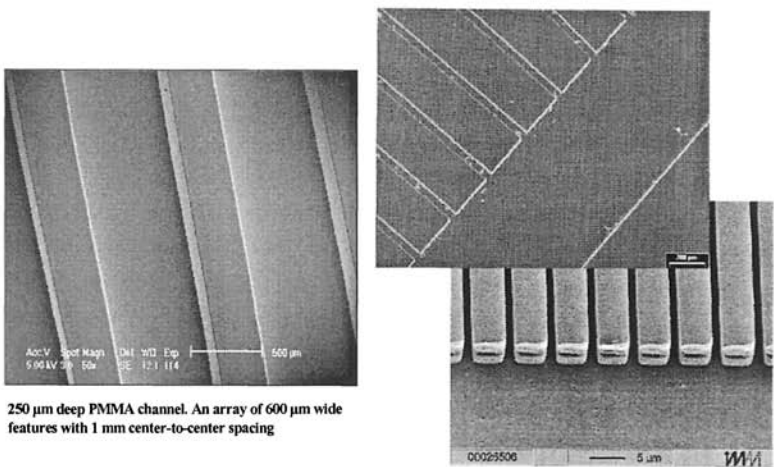 Acc.V Spot Magn Det WD Exp 500 µm
5.00 kV 3.0 50x SE 12.1 114
250 µm deep PMMA channel. An array of 600 µm wide
features with 1 mm center-to-center spacing
200 µm
00026506 5 µm